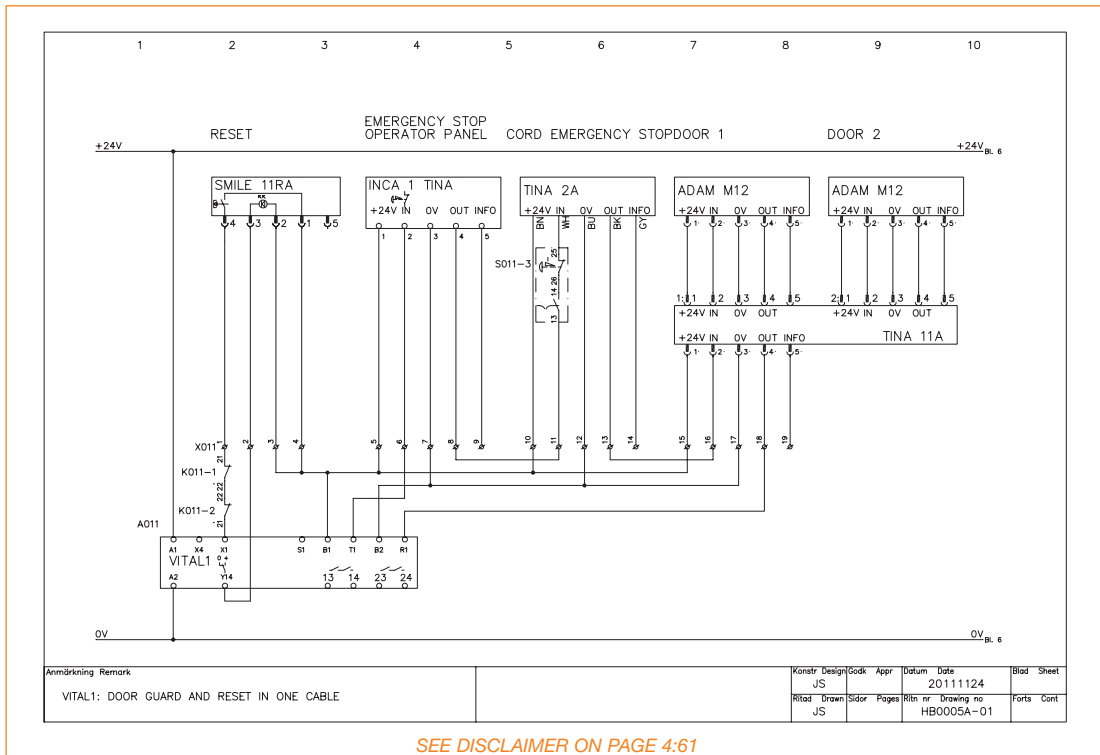 1 2 3 4 5 6 7 8 9 10
RESET
EMERGENCY STOP
OPERATOR PANEL
CORD EMERGENCY STOP
DOOR 1
DOOR 2
+24V
+24V Bl. 6
SMILE 11RA
4 3 2 1 5
INCA 1 TINA
+24V IN 0V OUT INFO
1 2 3 4 5
TINA 2A
+24V IN 0V OUT INFO
BN WH BU BK GY
S011-3
25 26
14 13
ADAM M12
+24V IN 0V OUT INFO
1 2 3 4 5
ADAM M12
+24V IN 0V OUT INFO
1 2 3 4 5
1:1 2 3 4 5
2:1 2 3 4 5
+24V IN 0V OUT
+24V IN 0V OUT
+24V IN 0V OUT INFO
TINA 11A
1 2 3 4 5
X011
1 2 3 4 5 6 7 8 9 10 11 12 13 14 15 16 17 18 19
K011-1
21 22
K011-2
22 21
A011
A1 X4 X1 S1 B1 T1 B2 R1
VITAL1
0 +
A2 Y14 13 14 23 24
0V
0V Bl. 6
Anmärkning Remark
VITAL1: DOOR GUARD AND RESET IN ONE CABLE
Konstr Design Godk Appr Datum Date Blad Sheet
JS 20111124
Ritad Drawn Sidor Pages Ritn nr Drawing no Forts Cont
JS HB0005A-01
SEE DISCLAIMER ON PAGE 4:61